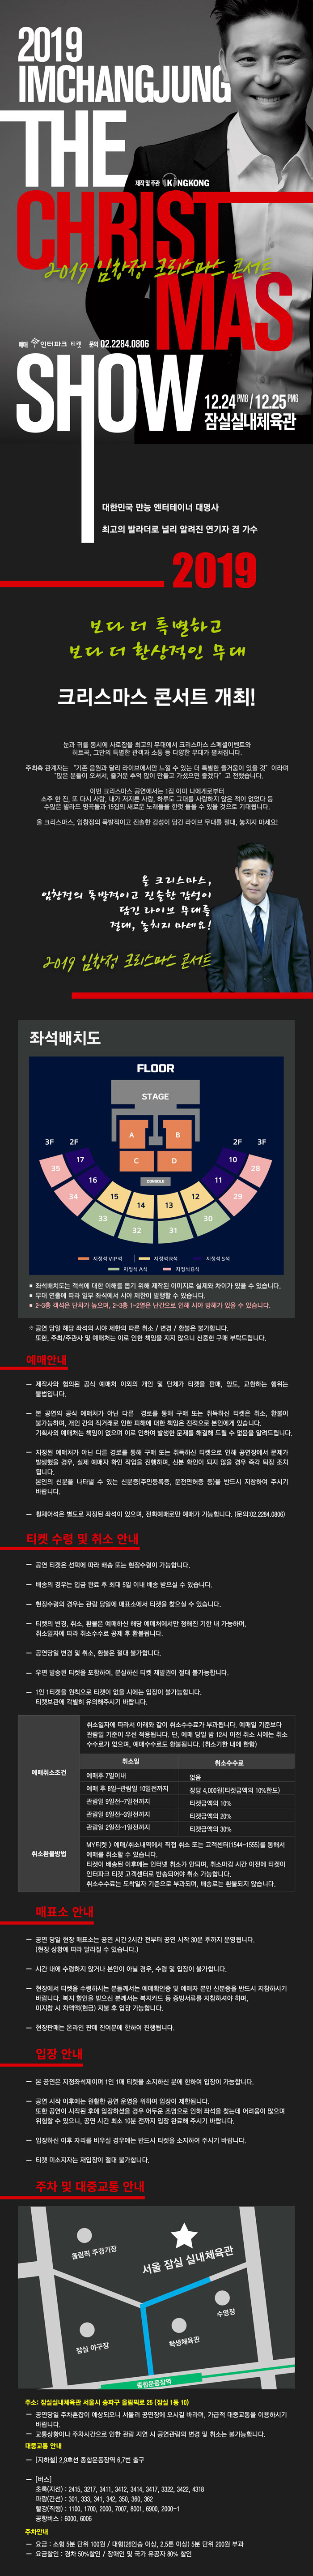 2019
IMCHANGJUNG
THE
제작 및 주관 KINGKONG
CHRIST
2019 임창정 크리스마스 콘서트
MAS
예매 인터파크 티켓 문의 02.2284.0806
SHOW
12.24 PM8 / 12.25 PM6
잠실실내체육관
대한민국 만능 엔터테이너 대명사
최고의 발라더로 널리 알려진 연기자 겸 가수
2019
보다 더 특별하고
보다 더 환상적인 무대
크리스마스 콘서트 개최!
눈과 귀를 동시에 사로잡을 최고의 무대에서 크리스마스 스페셜이벤트와
히트곡, 그만의 특별한 관객과 소통 등 다양한 무대가 펼쳐집니다.
주최측 관계자는 “기존 음원과 달리 라이브에서만 느낄 수 있는 더 특별한 즐거움이 있을 것” 이라며
“많은 분들이 오셔서, 즐거운 추억 많이 만들고 가셨으면 좋겠다” 고 전했습니다.
이번 크리스마스 공연에서는 1집 이미 나에게로부터
소주 한 잔, 또 다시 사랑, 내가 저지른 사랑, 하루도 그대를 사랑하지 않은 적이 없었다 등
수많은 발라드 명곡들과 15집의 새로운 노래들을 한껏 들을 수 있을 것으로 기대됩니다.
올 크리스마스, 임창정의 폭발적이고 진솔한 감성이 담긴 라이브 무대를 절대, 놓치지 마세요!
올 크리스마스,
임창정의 폭발적이고 진솔한 감성이
담긴 라이브 무대를
절대, 놓치지 마세요!
2019 임창정 크리스마스 콘서트
좌석배치도
FLOOR
STAGE
A B
3F 2F 2F 3F
C D
17 10
35 28
16 11
CONSOLE
34 15 12 29
14 13
33 30
32 31
지정석 VIP석 지정석 R석 지정석 S석
지정석 A석 지정석 B석
좌석배치도는 객석에 대한 이해를 돕기 위해 제작된 이미지로 실제와 차이가 있을 수 있습니다.
무대 연출에 따라 일부 좌석에서 시야 제한이 발행할 수 있습니다.
2~3층 객석은 단차가 높으며, 2~3층 1~2열은 난간으로 인해 시야 방해가 있을 수 있습니다.
※ 공연 당일 해당 좌석의 시야 제한의 따른 취소 / 변경 / 환불은 불가합니다.
또한, 주최/주관사 및 예매처는 이로 인한 책임을 지지 않으니 신중한 구매 부탁드립니다.
예매안내
ㅡ 제작사와 협의된 공식 예매처 이외의 개인 및 단체가 티켓을 판매, 양도, 교환하는 행위는
불법입니다.
ㅡ 본 공연의 공식 예매처가 아닌 다른 경로를 통해 구매 또는 취득하신 티켓은 취소, 환불이
불가능하며, 개인 간의 직거래로 인한 피해에 대한 책임은 전적으로 본인에게 있습니다.
기획사와 예매처는 책임이 없으며 이로 인하여 발생한 문제를 해결해 드릴 수 없음을 알려드립니다.
ㅡ 지정된 예매처가 아닌 다른 경로를 통해 구매 또는 취득하신 티켓으로 인해 공연장에서 문제가
발생했을 경우, 실제 예매자 확인 작업을 진행하며, 신분 확인이 되지 않을 경우 즉각 퇴장 조치
됩니다.
본인의 신분을 나타낼 수 있는 신분증(주민등록증, 운전면허증 등)을 반드시 지참하여 주시기
바랍니다.
ㅡ 휠체어석은 별도로 지정된 좌석이 있으며, 전화예매로만 예매가 가능합니다. (문의:02.2284.0806)
티켓 수령 및 취소 안내
ㅡ 공연 티켓은 선택에 따라 배송 또는 현장수령이 가능합니다.
ㅡ 배송의 경우는 입금 완료 후 최대 5일 이내 배송 받으실 수 있습니다.
ㅡ 현장수령의 경우는 관람 당일에 매표소에서 티켓을 찾으실 수 있습니다.
ㅡ 티켓의 변경, 취소, 환불은 예매하신 해당 예매처에서만 정해진 기한 내 가능하며,
취소일자에 따라 취소수수료 공제 후 환불됩니다.
ㅡ 공연당일 변경 및 취소, 환불은 절대 불가합니다.
ㅡ 우편 발송된 티켓을 포함하여, 분실하신 티켓 재발권이 절대 불가능합니다.
ㅡ 1인 1티켓을 원칙으로 티켓이 없을 시에는 입장이 불가능합니다.
티켓보관에 각별히 유의해주시기 바랍니다.
예매취소조건
취소일자에 따라서 아래와 같이 취소수수료가 부과됩니다. 예매일 기준보다
관람일 기준이 우선 적용됩니다. 단, 예매 당일 밤 12시 이전 취소 시에는 취소
수수료가 없으며, 예매수수료도 환불됩니다. (취소기한 내에 한함)
취소일 취소수수료
예매후 7일이내 없음
예매 후 8일~관람일 10일전까지 장당 4,000원(티켓금액의 10%한도)
관람일 9일전~7일전까지 티켓금액의 10%
관람일 6일전~3일전까지 티켓금액의 20%
관람일 2일전~1일전까지 티켓금액의 30%
취소환불방법
MY티켓 > 예매/취소내역에서 직접 취소 또는 고객센터(1544-1555)를 통해서
예매를 취소할 수 있습니다.
티켓이 배송된 이후에는 인터넷 취소가 안되며, 취소마감 시간 이전에 티켓이
인터파크 티켓 고객센터로 반송되어야 취소 가능합니다.
취소수수료는 도착일자 기준으로 부과되며, 배송료는 환불되지 않습니다.
매표소 안내
ㅡ 공연 당일 현장 매표소는 공연 시간 2시간 전부터 공연 시작 30분 후까지 운영됩니다.
(현장 상황에 따라 달라질 수 있습니다.)
ㅡ 시간 내에 수령하지 않거나 본인이 아닐 경우, 수령 및 입장이 불가합니다.
ㅡ 현장에서 티켓을 수령하시는 분들께서는 예매확인증 및 예매자 본인 신분증을 반드시 지참하시기
바랍니다. 복지 할인을 받으신 분께서는 복지카드 등 증빙서류를 지참하셔야 하며,
미지참 시 차액액(현금) 지불 후 입장 가능합니다.
ㅡ 현장판매는 온라인 판매 잔여분에 한하여 진행됩니다.
입장 안내
ㅡ 본 공연은 지정좌석제이며 1인 1매 티켓을 소지하신 분에 한하여 입장이 가능합니다.
ㅡ 공연 시작 이후에는 원활한 공연 운영을 위하여 입장이 제한됩니다.
또한 공연이 시작된 후에 입장하셨을 경우 어두운 조명으로 인해 좌석을 찾는데 어려움이 많으며
위험할 수 있으니, 공연 시간 최소 10분 전까지 입장 완료해 주시기 바랍니다.
ㅡ 입장하신 이후 자리를 비우실 경우에는 반드시 티켓을 소지하여 주시기 바랍니다.
ㅡ 티켓 미소지자는 재입장이 절대 불가합니다.
주차 및 대중교통 안내
올림픽 주경기장
서울 잠실 실내체육관
수영장
잠실 야구장
학생체육관
종합운동장역
주소: 잠실실내체육관 서울시 송파구 올림픽로 25 (잠실 1동 10)
ㅡ 공연당일 주차혼잡이 예상되오니 서둘러 공연장에 오시길 바라며, 가급적 대중교통을 이용하시기
바랍니다.
ㅡ 교통상황이나 주차시간으로 인한 관람 지연 시 공연관람의 변경 및 취소는 불가능합니다.
대중교통 안내
ㅡ [지하철] 2,9호선 종합운동장역 6,7번 출구
ㅡ [버스]
초록(지선) : 2415, 3217, 3411, 3412, 3414, 3417, 3322, 3422, 4318
파랑(간선) : 301, 333, 341, 342, 350, 360, 362
빨강(직행) : 1100, 1700, 2000, 7007, 8001, 6900, 2000-1
공항버스 : 6000, 6006
주차안내
ㅡ 요금 : 소형 5분 단위 100원 / 대형(26인승 이상, 2.5톤 이상) 5분 단위 200원 부과
ㅡ 요금할인 : 경차 50%할인 / 장애인 및 국가 유공자 80% 할인